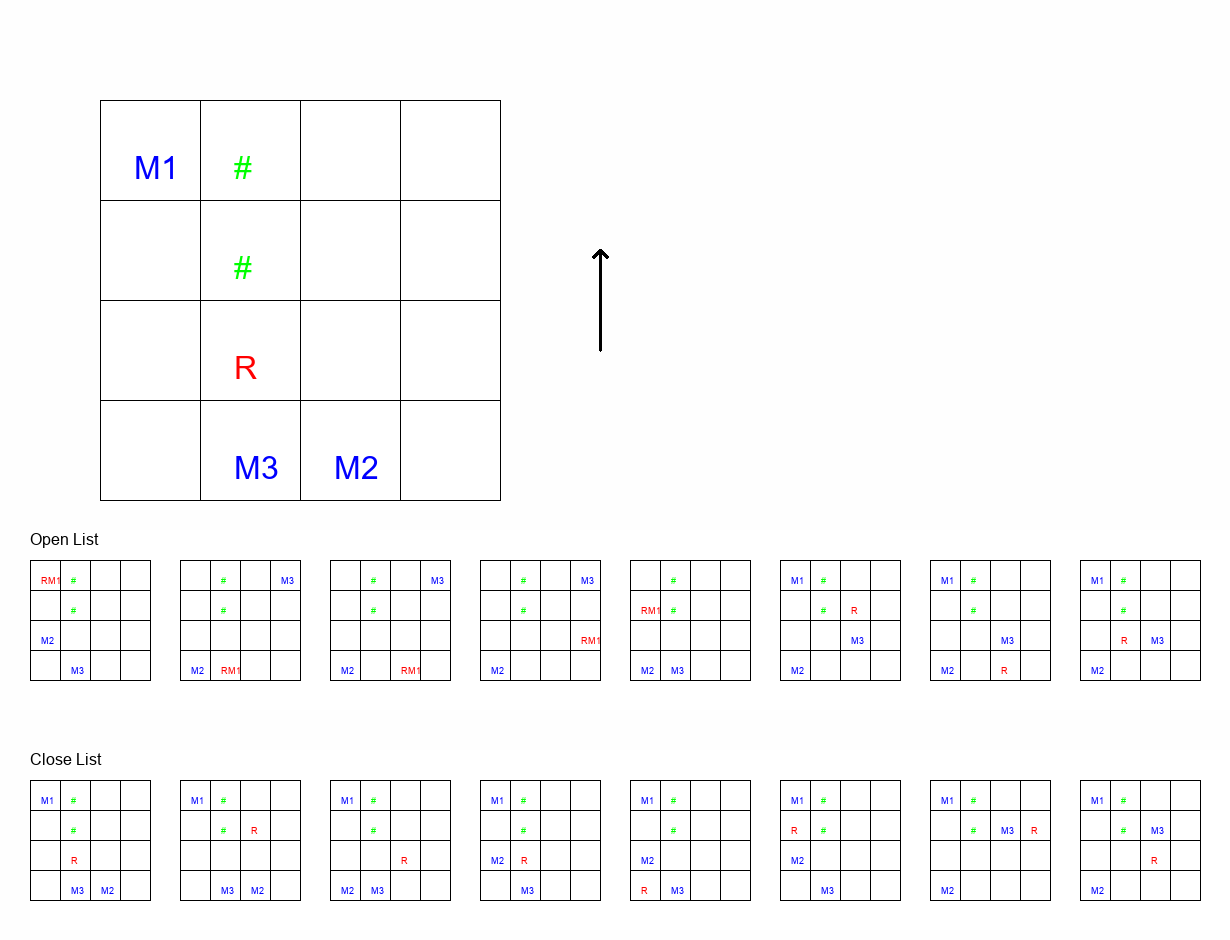 M1 #
#
R
M3 M2
Open List
RM1 # # M3 # M3 # M3 # M1 # M1 # M1 #
# # # # RM1 # # R # #
M2 RM1 M3 M3 R M3
M3 M2 RM1 M2 RM1 M2 M2 M3 M2 M2 R M2
Close List
M1 # M1 # M1 # M1 # M1 # M1 # M1 # M1 #
# # R # # # R # # M3 R # M3
R R M2 R M2 M2 R
M3 M2 M3 M2 M2 M3 M3 R M3 M3 M2 M2